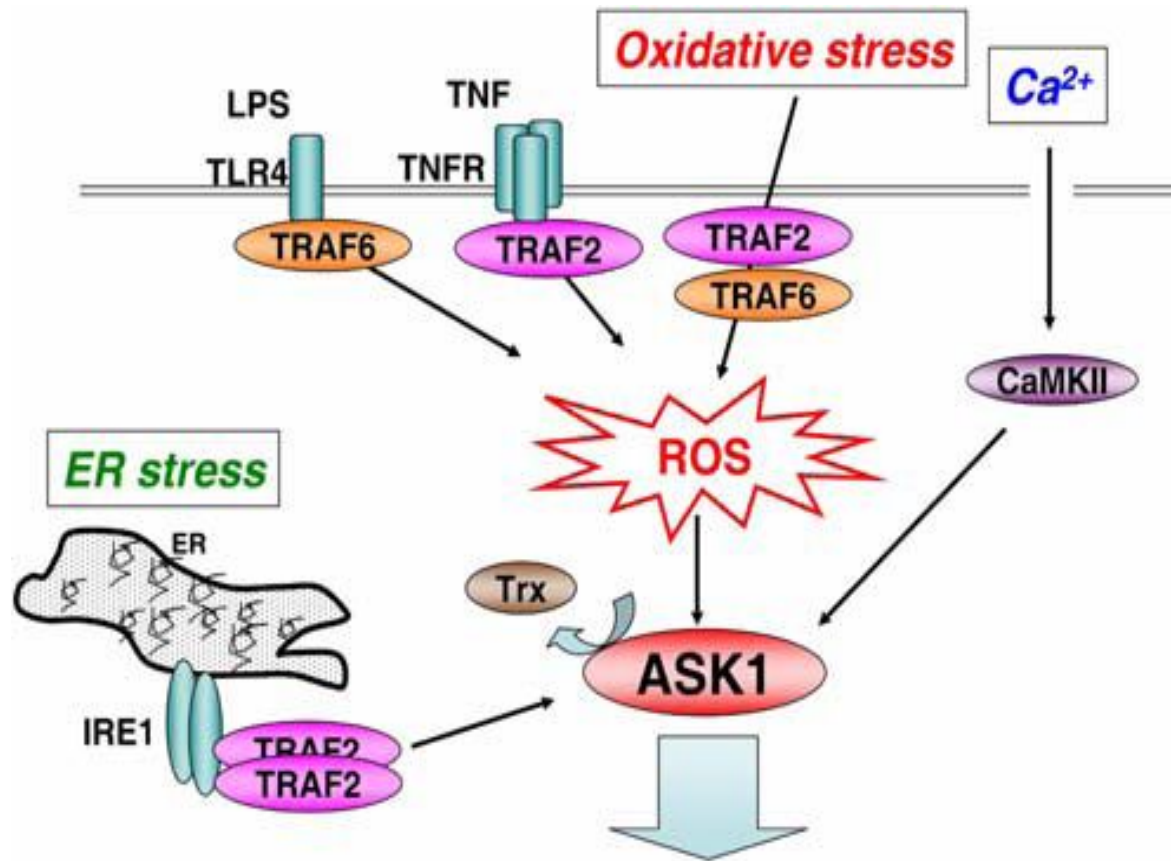 Oxidative stress
Ca²⁺
LPS
TNF
TLR4
TNFR
TRAF6
TRAF2
TRAF2
TRAF6
CaMKII
ROS
ER stress
ER
Trx
ASK1
IRE1
TRAF2
TRAF2